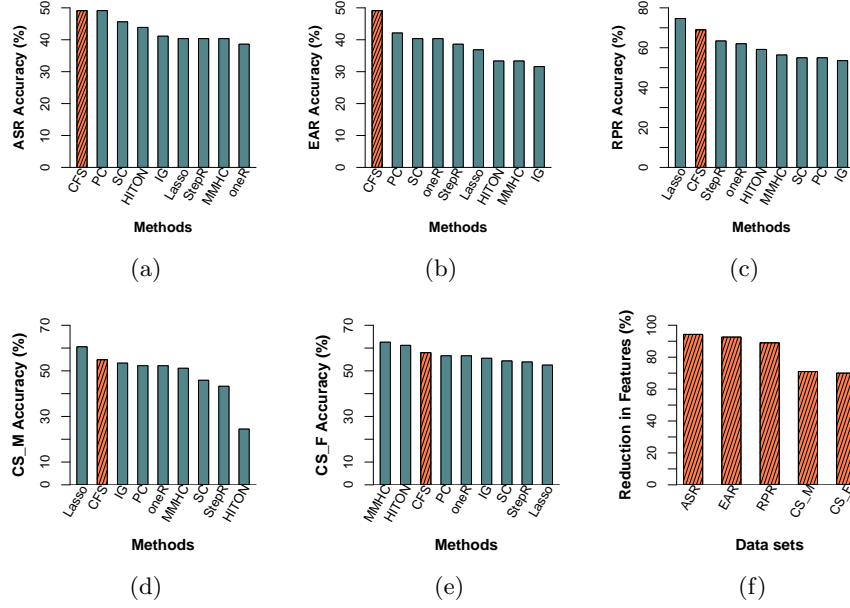 ASR Accuracy (%)
0 10 20 30 40 50
CFS PC SC HITON IG Lasso StepR MMHC oneR
Methods
(a)
EAR Accuracy (%)
0 10 20 30 40 50
CFS PC SC oneR StepR Lasso HITON MMHC IG
Methods
(b)
RPR Accuracy (%)
0 20 40 60 80
Lasso CFS StepR oneR HITON MMHC SC PC IG
Methods
(c)
CS_M Accuracy (%)
0 10 30 50 70
Lasso CFS IG PC oneR MMHC SC StepR HITON
Methods
(d)
CS_F Accuracy (%)
0 10 30 50 70
MMHC HITON CFS PC oneR IG SC StepR Lasso
Methods
(e)
Reduction in Features (%)
0 20 40 60 80 100
ASR EAR RPR CS_M CS_F
Data sets
(f)